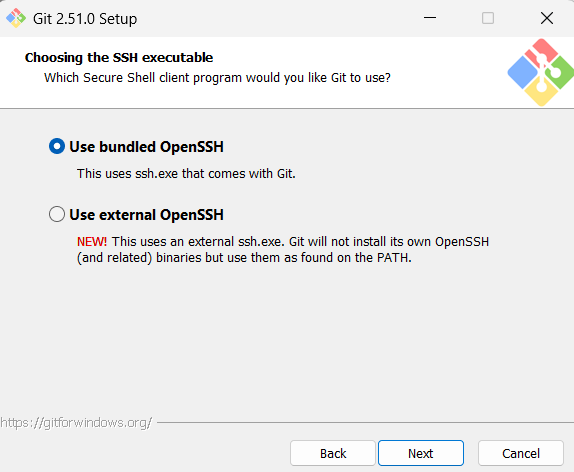 Git 2.51.0 Setup
Choosing the SSH executable
Which Secure Shell client program would you like Git to use?
Use bundled OpenSSH
This uses ssh.exe that comes with Git.
Use external OpenSSH
NEW! This uses an external ssh.exe. Git will not install its own OpenSSH
(and related) binaries but use them as found on the PATH.
https://gitforwindows.org/
Back
Next
Cancel